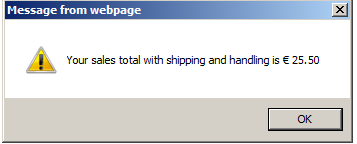 Message from webpage
Your sales total with shipping and handling is € 25.50
OK